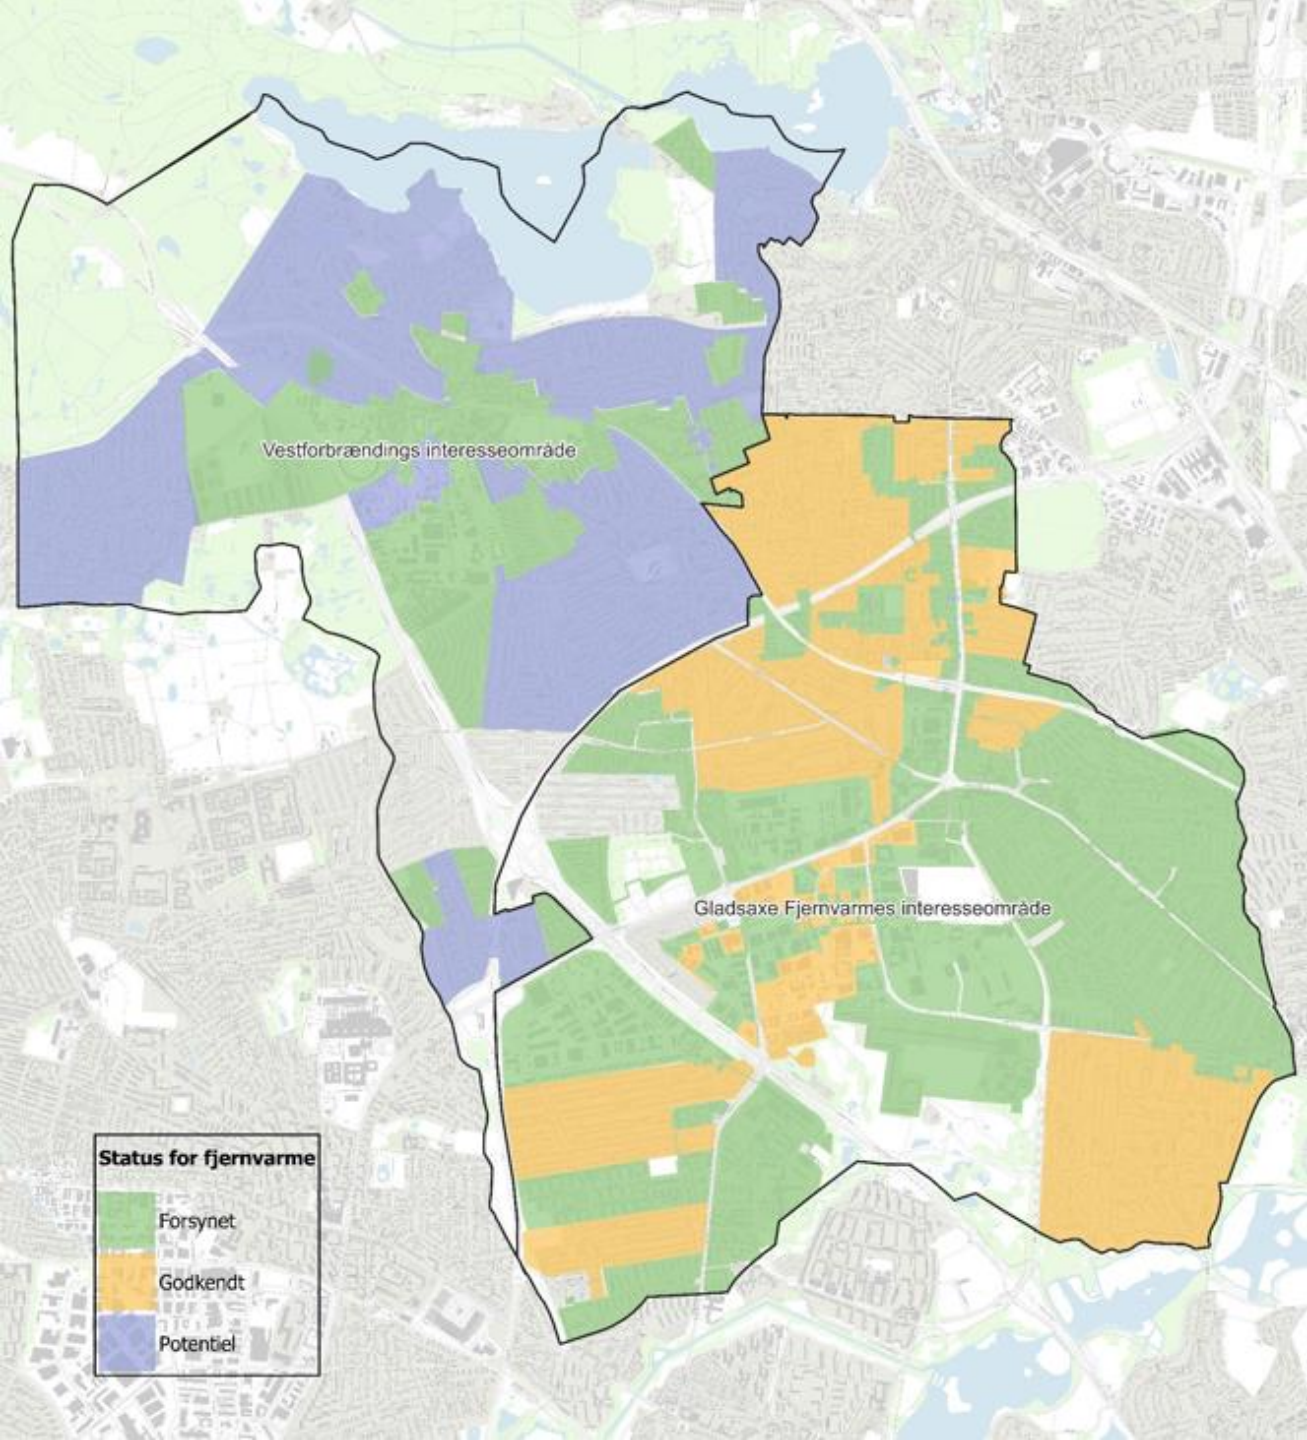 Vestforbrændings interesseområde
Gladsaxe Fjernvarmes interesseområde
Status for fjernvarme
Forsynet
Godkendt
Potentiel